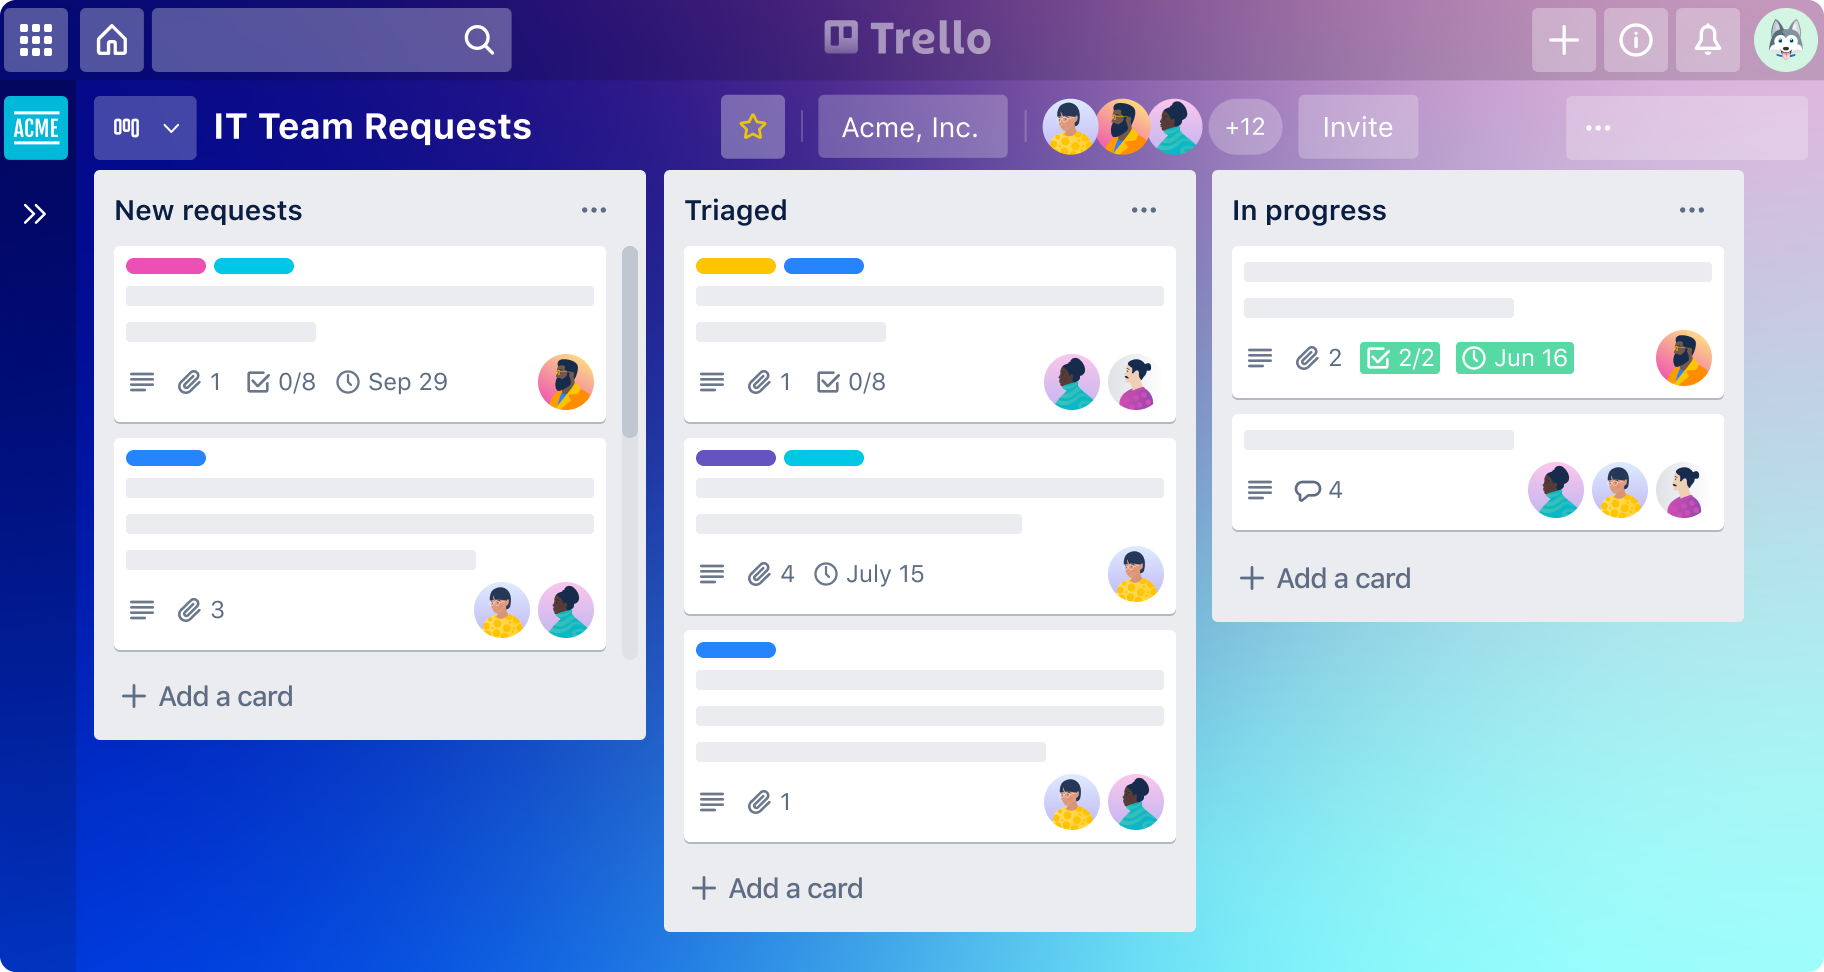 Trello
ACME
IT Team Requests
Acme, Inc.
+12
Invite
New requests
1
0/8
Sep 29
3
Add a card
Triaged
1
0/8
4
July 15
1
Add a card
In progress
2
2/2
Jun 16
4
Add a card